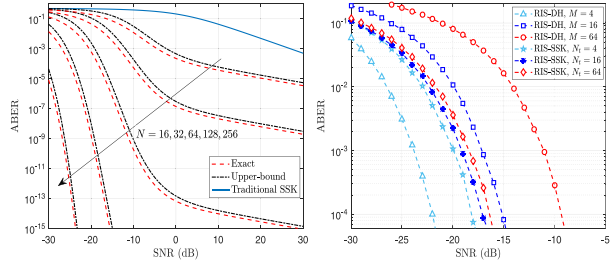 10^-1
10^-3
10^-5
10^-7
10^-9
10^-11
10^-13
10^-15
ABER
N = 16, 32, 64, 128, 256
Exact
Upper-bound
Traditional SSK
-30 -20 -10 0 10 20 30
SNR (dB)
10^-1
10^-2
10^-3
10^-4
ABER
RIS-DH, M = 4
RIS-DH, M = 16
RIS-DH, M = 64
RIS-SSK, N_t = 4
RIS-SSK, N_t = 16
RIS-SSK, N_t = 64
-30 -25 -20 -15 -10 -5
SNR (dB)